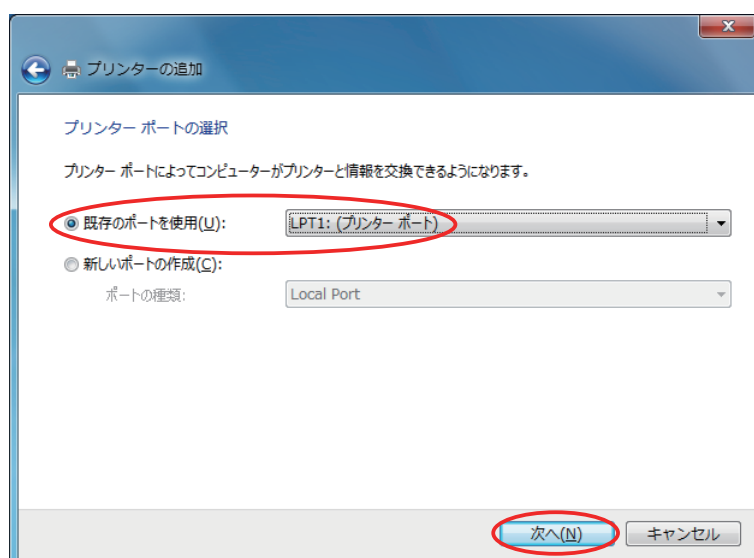 プリンターの追加
プリンター ポートの選択
プリンター ポートによってコンピューターがプリンターと情報を交換できるようになります。
既存のポートを使用(U): LPT1: (プリンター ポート)
新しいポートの作成(C):
ポートの種類: Local Port
次へ(N) キャンセル